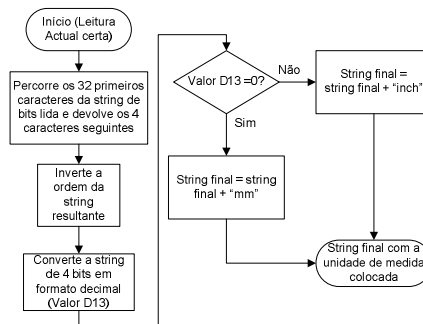 Início (Leitura
Actual certa)
Percorre os 32 primeiros
caracteres da string de
bits lida e devolve os 4
caracteres seguintes
Inverte a
ordem da
string
resultante
Converte a string
de 4 bits em
formato decimal
(Valor D13)
Valor D13 =0?
Não
Sim
String final = string
final + “mm”
String final =
string final + “inch”
String final com a
unidade de medida
colocada